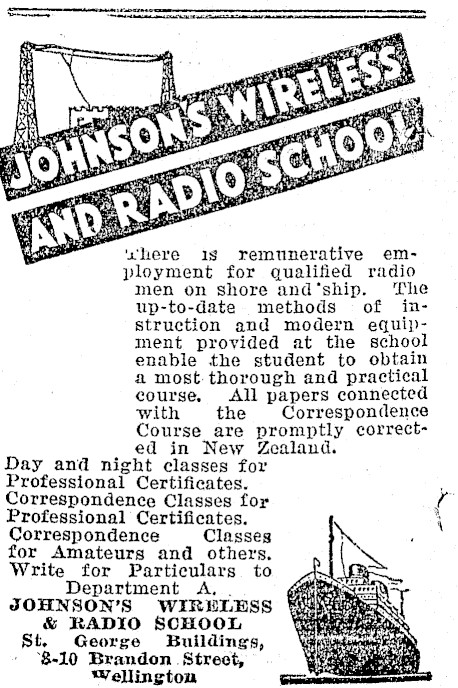 JOHNSON'S WIRELESS
AND RADIO SCHOOL
There is remunerative em-
ployment for qualified radio
men on shore and ship. The
up-to-date methods of in-
struction and modern equip-
ment provided at the school
enable the student to obtain
a most thorough and practical
course. All papers connected
with the Correspondence
Course are promptly correct-
ed in New Zealand.
Day and night classes for
Professional Certificates.
Correspondence Classes for
Professional Certificates.
Correspondence Classes
for Amateurs and others.
Write for Particulars to
Department A.
JOHNSON'S WIRELESS
& RADIO SCHOOL
St. George Buildings,
8-10 Brandon Street,
Wellington